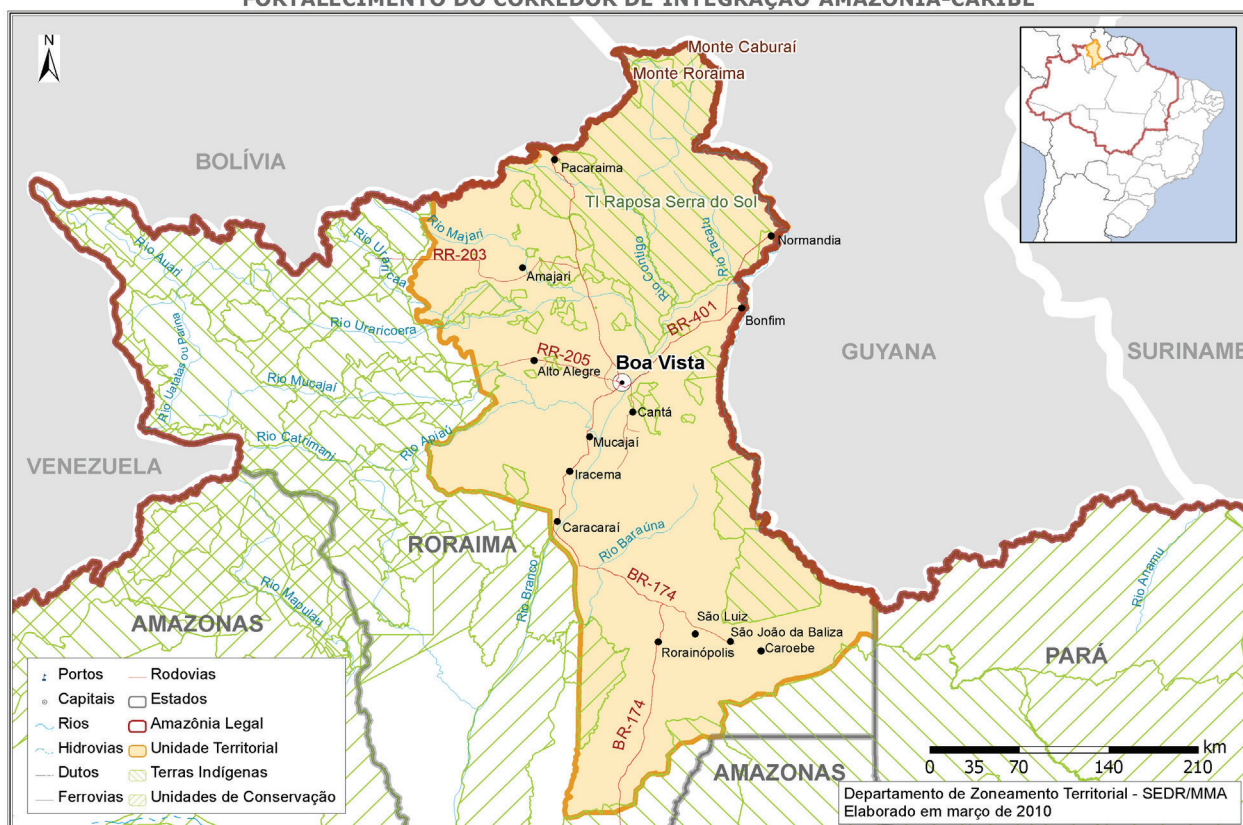 FORTALECIMENTO DO CORREDOR DE INTEGRAÇÃO AMAZÔNIA-CARIBE
N
Monte Caburaí
Monte Roraima
BOLÍVIA
Pacaraima
TI Raposa Serra do Sol
Rio Auari
Rio Uraricaa
Rio Majari
RR-203
Amajari
Rio Contigo
Rio Tacatu
Normandia
Rio Uraricoera
BR-401
Bonfim
GUYANA
SURINAME
RR-205
Alto Alegre
Boa Vista
Rio Uatatas ou Parima
Rio Mucajaí
Cantá
Rio Catrimani
Rio Apiaú
Mucajaí
VENEZUELA
Iracema
Caracaraí
RORAIMA
Rio Baraúna
Rio Anamu
Rio Mapulau
Rio Branco
BR-174
AMAZONAS
São Luiz
São João da Baliza
Rorainópolis
Caroebe
PARÁ
BR-174
AMAZONAS
Portos
Capitais
Rios
Hidrovias
Dutos
Ferrovias
Rodovias
Estados
Amazônia Legal
Unidade Territorial
Terras Indígenas
Unidades de Conservação
km
0 35 70 140 210
Departamento de Zoneamento Territorial - SEDR/MMA
Elaborado em março de 2010